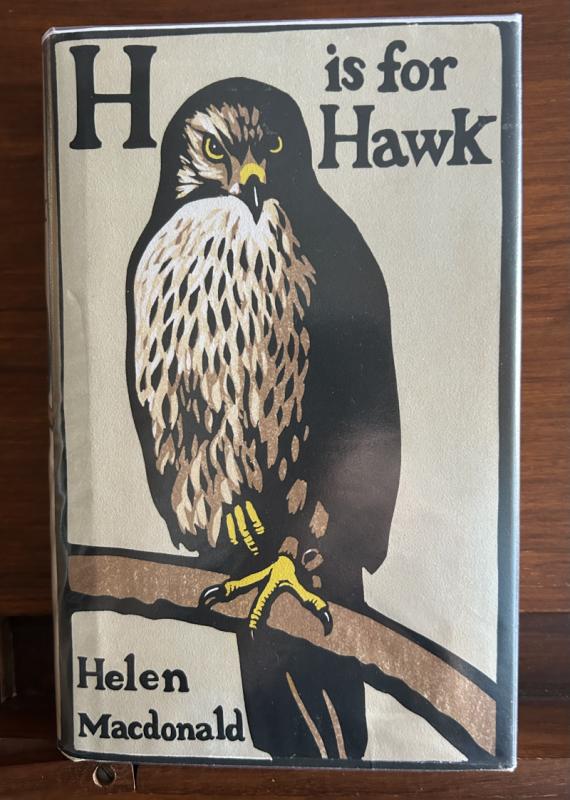 H is for
Hawk
Helen
Macdonald